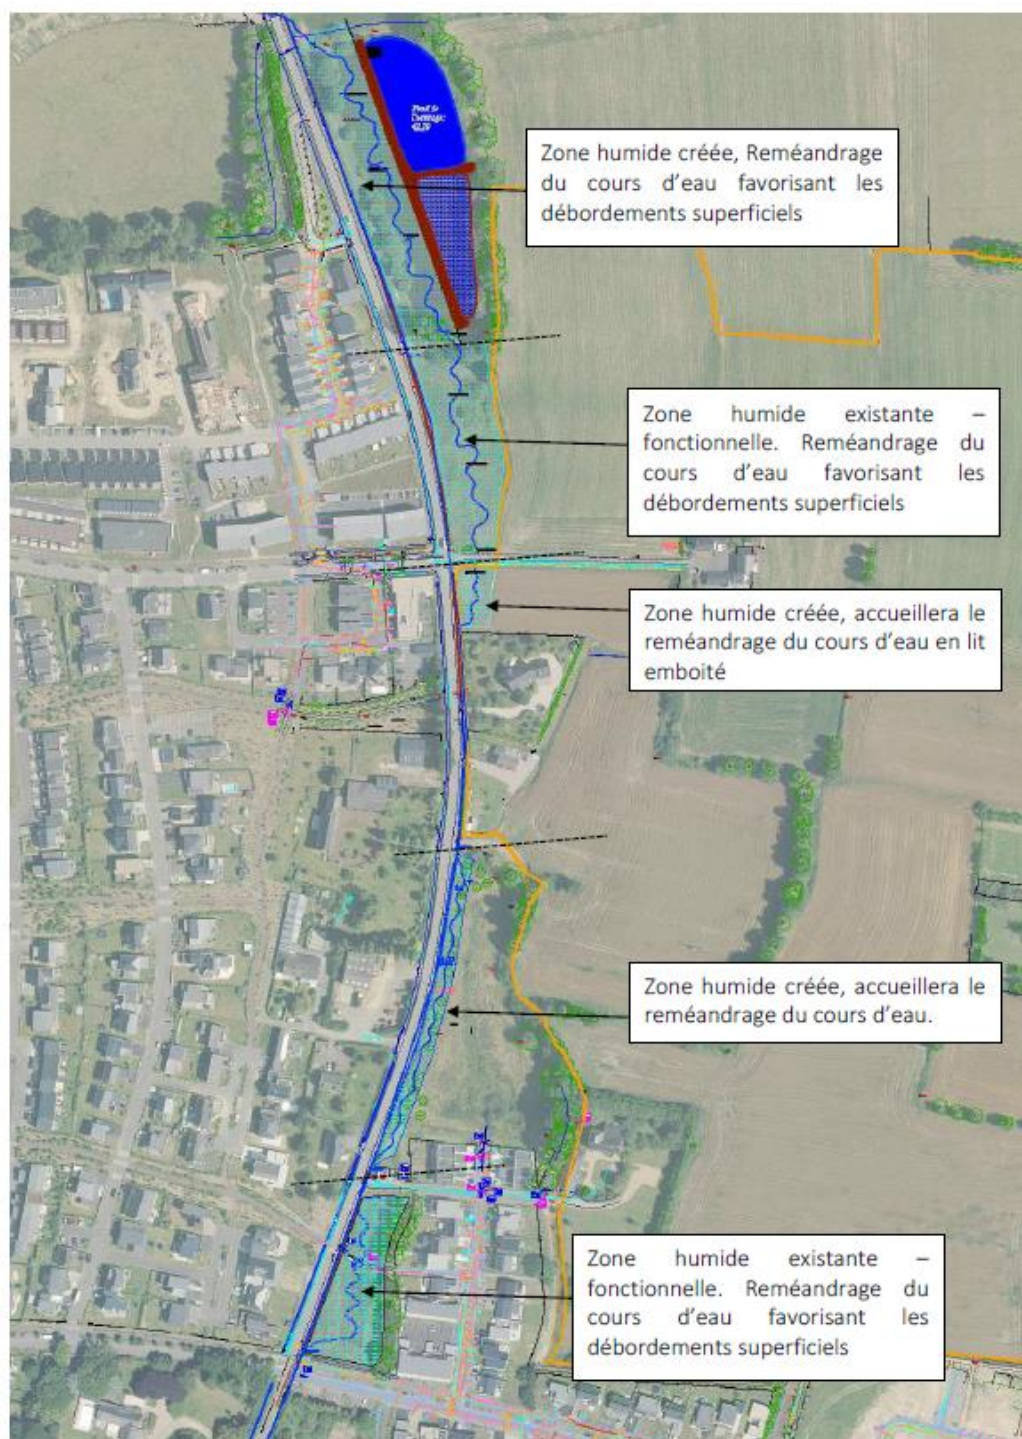 Zone humide créée, Reméandrage
du cours d'eau favorisant les
débordements superficiels
Zone humide existante –
fonctionnelle. Reméandrage du
cours d'eau favorisant les
débordements superficiels
Zone humide créée, accueillera le
reméandrage du cours d'eau en lit
emboité
Zone humide créée, accueillera le
reméandrage du cours d'eau.
Zone humide existante –
fonctionnelle. Reméandrage du
cours d'eau favorisant les
débordements superficiels